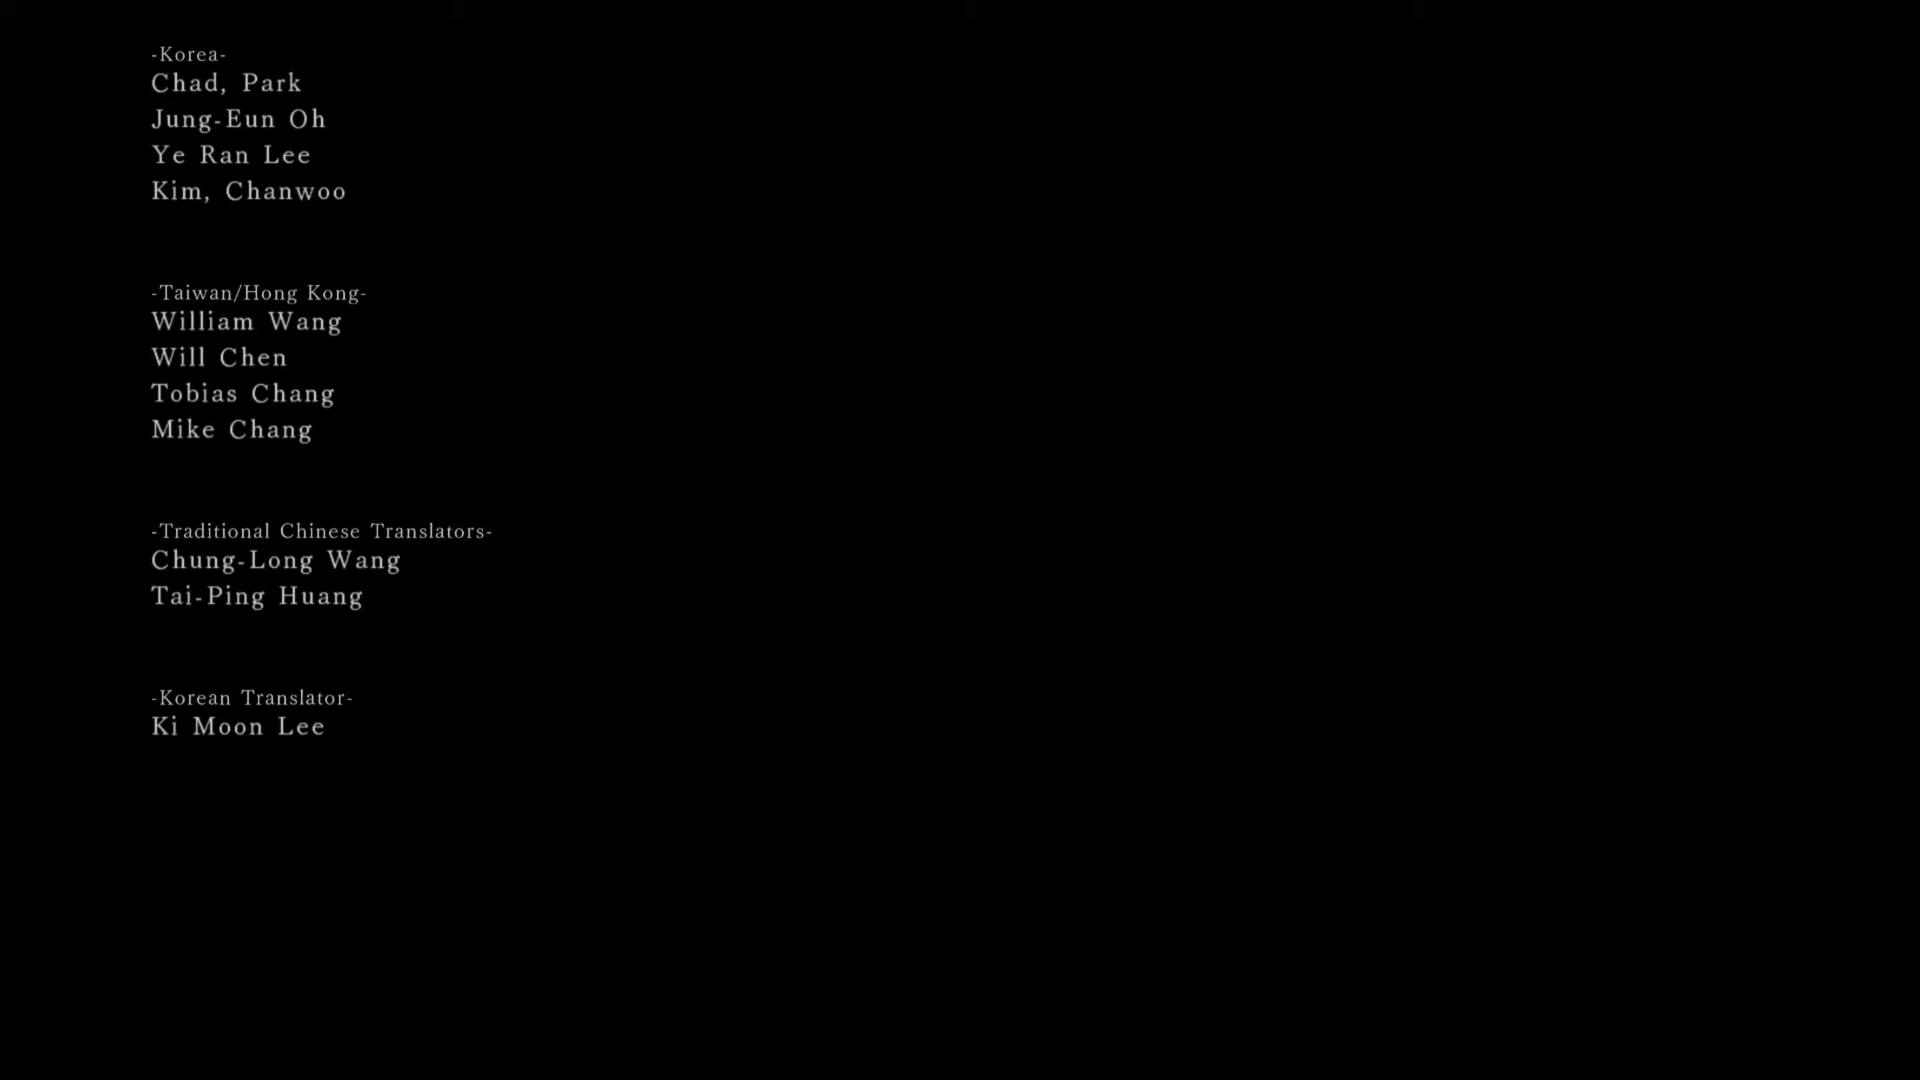 -Korea-
Chad, Park
Jung-Eun Oh
Ye Ran Lee
Kim, Chanwoo
-Taiwan/Hong Kong-
William Wang
Will Chen
Tobias Chang
Mike Chang
-Traditional Chinese Translators-
Chung-Long Wang
Tai-Ping Huang
-Korean Translator-
Ki Moon Lee